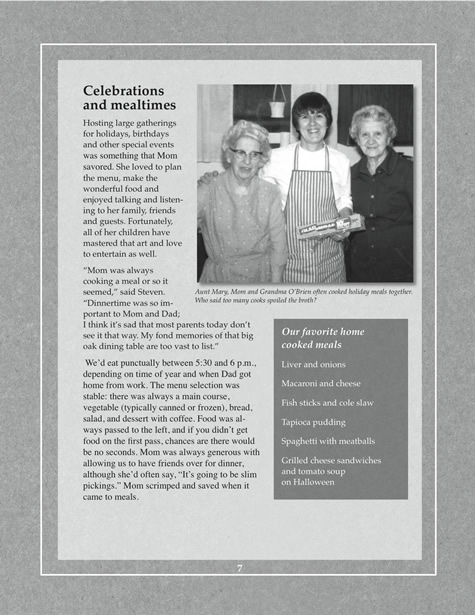 Celebrations
and mealtimes
Hosting large gatherings
for holidays, birthdays
and other special events
was something that Mom
savored. She loved to plan
the menu, make the
wonderful food and
enjoyed talking and listen-
ing to her family, friends
and guests. Fortunately,
all of her children have
mastered that art and love
to entertain as well.
"Mom was always
cooking a meal or so it
seemed," said Steven.
"Dinnertime was so im-
portant to Mom and Dad;
I think it's sad that most parents today don't
see it that way. My fond memories of that big
oak dining table are too vast to list."
We'd eat punctually between 5:30 and 6 p.m.,
depending on time of year and when Dad got
home from work. The menu selection was
stable: there was always a main course,
vegetable (typically canned or frozen), bread,
salad, and dessert with coffee. Food was al-
ways passed to the left, and if you didn't get
food on the first pass, chances are there would
be no seconds. Mom was always generous with
allowing us to have friends over for dinner,
although she'd often say, "It's going to be slim
pickings." Mom scrimped and saved when it
came to meals.
Aunt Mary, Mom and Grandma O'Brien often cooked holiday meals together.
Who said too many cooks spoiled the broth?
Our favorite home
cooked meals
Liver and onions
Macaroni and cheese
Fish sticks and cole slaw
Tapioca pudding
Spaghetti with meatballs
Grilled cheese sandwiches
and tomato soup
on Halloween
7